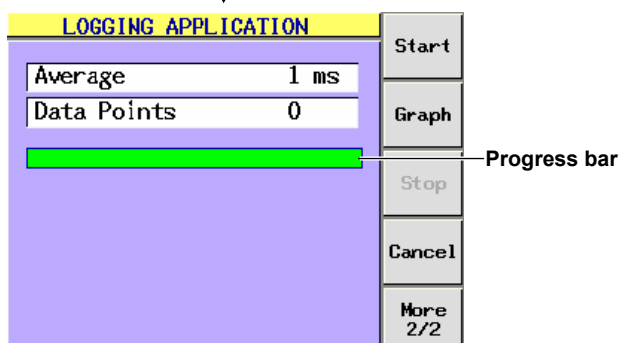 LOGGING APPLICATION
Average 1 ms
Data Points 0
Start
Graph
Stop
Cancel
More
2/2
Progress bar